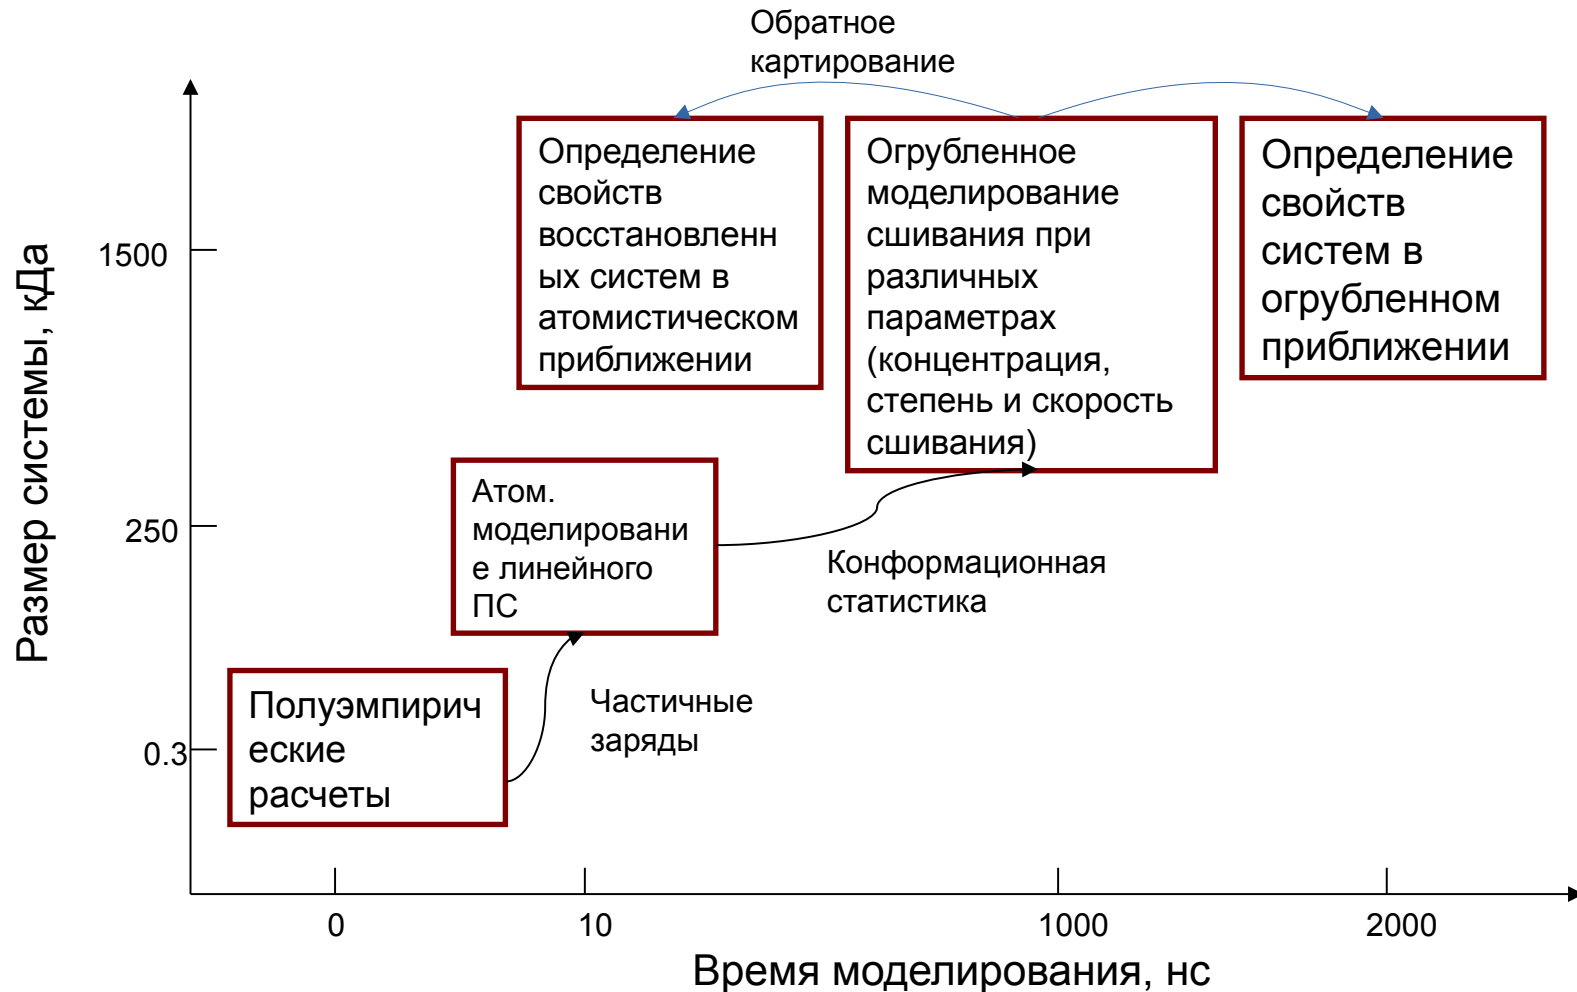 Обратное
картирование
Определение
свойств
восстановленн
ых систем в
атомистическом
приближении
Огрубленное
моделирование
сшивания при
различных
параметрах
(концентрация,
степень и скорость
сшивания)
Определение
свойств
систем в
огрубленном
приближении
Размер системы, кДа
1500
250
0.3
Атом.
моделировани
е линейного
ПС
Конформационная
статистика
Полуэмпирич
еские
расчеты
Частичные
заряды
0
10
1000
2000
Время моделирования, нс